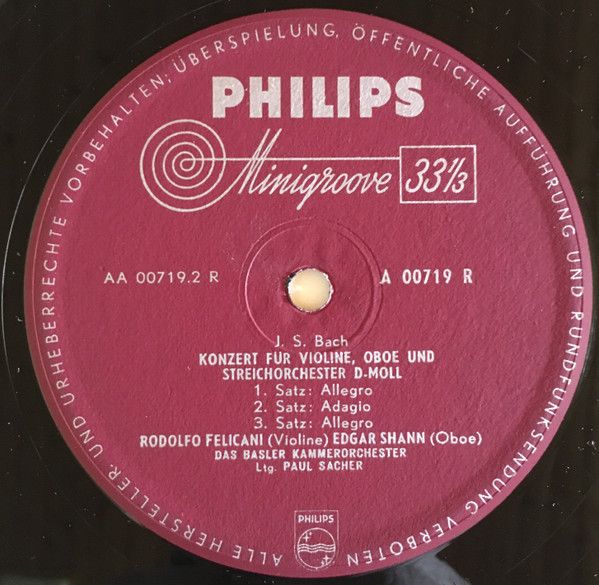 ALLE HERSTELLER- UND URHEBERRECHTE VORBEHALTEN; ÜBERSPIELUNG, ÖFFENTLICHE AUFFÜHRUNG UND RUNDFUNKSENDUNG VERBOTEN
PHILIPS
Minigroove 33⅓
AA 00719.2 R A 00719 R
J. S. Bach
KONZERT FÜR VIOLINE, OBOE UND
STREICHORCHESTER D-MOLL
1. Satz: Allegro
2. Satz: Adagio
3. Satz: Allegro
RODOLFO FELICANI (Violine) EDGAR SHANN (Oboe)
DAS BASLER KAMMERORCHESTER
Ltg. PAUL SACHER
PHILIPS